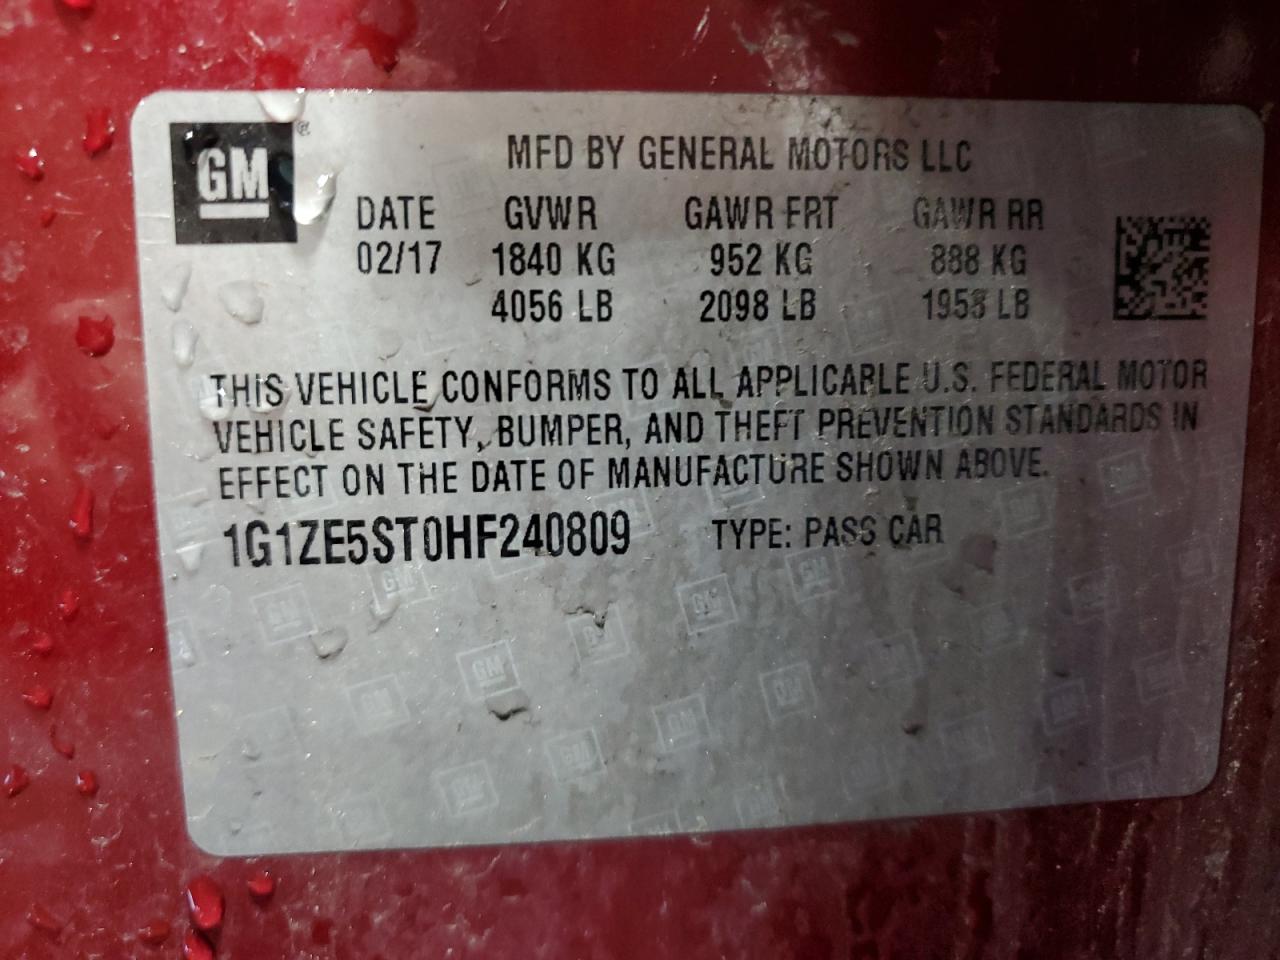 GM®
MFD BY GENERAL MOTORS LLC
DATE GVWR GAWR FRT GAWR RR
02/17 1840 KG 952 KG 888 KG
4056 LB 2098 LB 1958 LB
THIS VEHICLE CONFORMS TO ALL APPLICABLE U.S. FEDERAL MOTOR
VEHICLE SAFETY, BUMPER, AND THEFT PREVENTION STANDARDS IN
EFFECT ON THE DATE OF MANUFACTURE SHOWN ABOVE.
1G1ZE5ST0HF240809 TYPE: PASS CAR